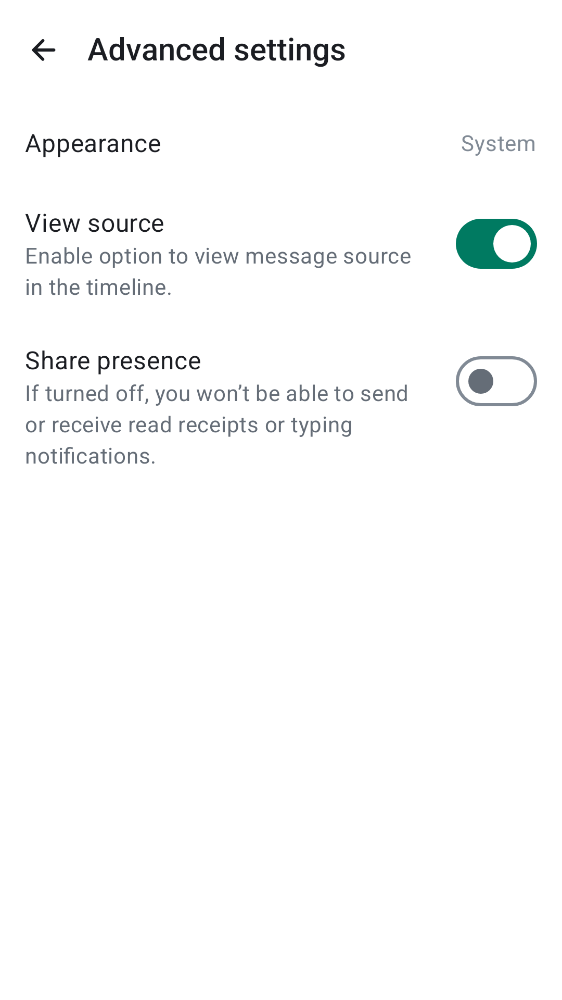 Advanced settings
Appearance
System
View source
Enable option to view message source
in the timeline.
Share presence
If turned off, you won’t be able to send
or receive read receipts or typing
notifications.